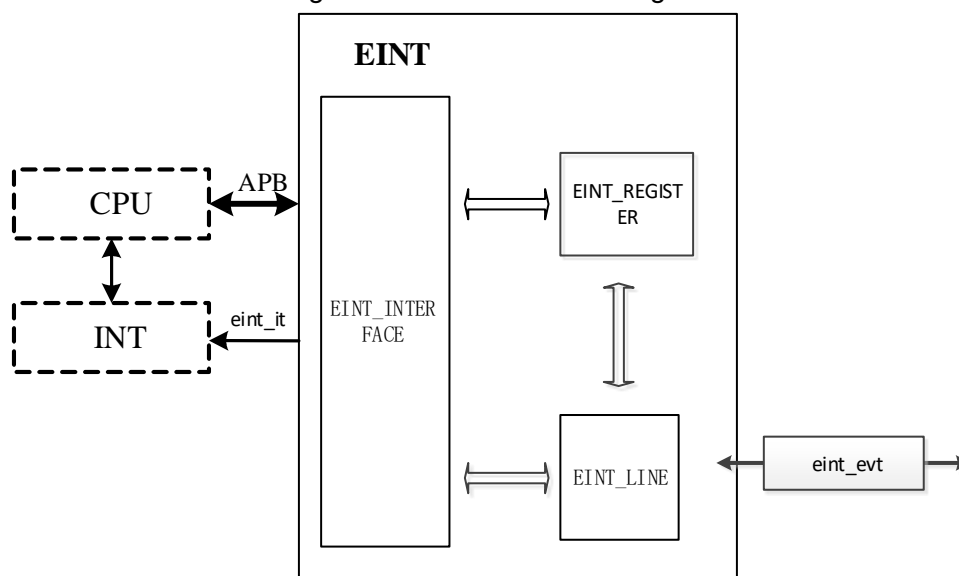 EINT
CPU
APB
INT
eint_it
EINT_INTER
FACE
EINT_REGIST
ER
EINT_LINE
eint_evt